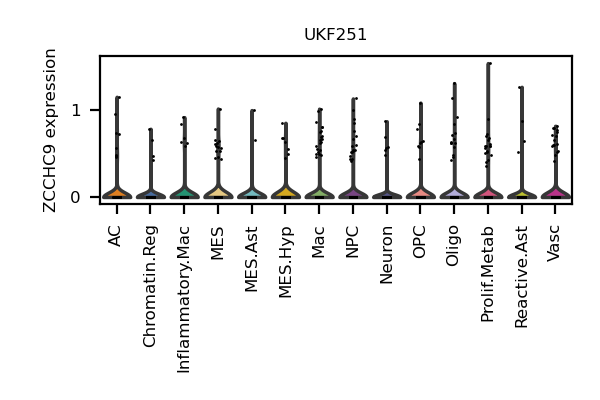 UKF251
ZCCHC9 expression
1
0
AC
Chromatin.Reg
Inflammatory.Mac
MES
MES.Ast
MES.Hyp
Mac
NPC
Neuron
OPC
Oligo
Prolif.Metab
Reactive.Ast
Vasc